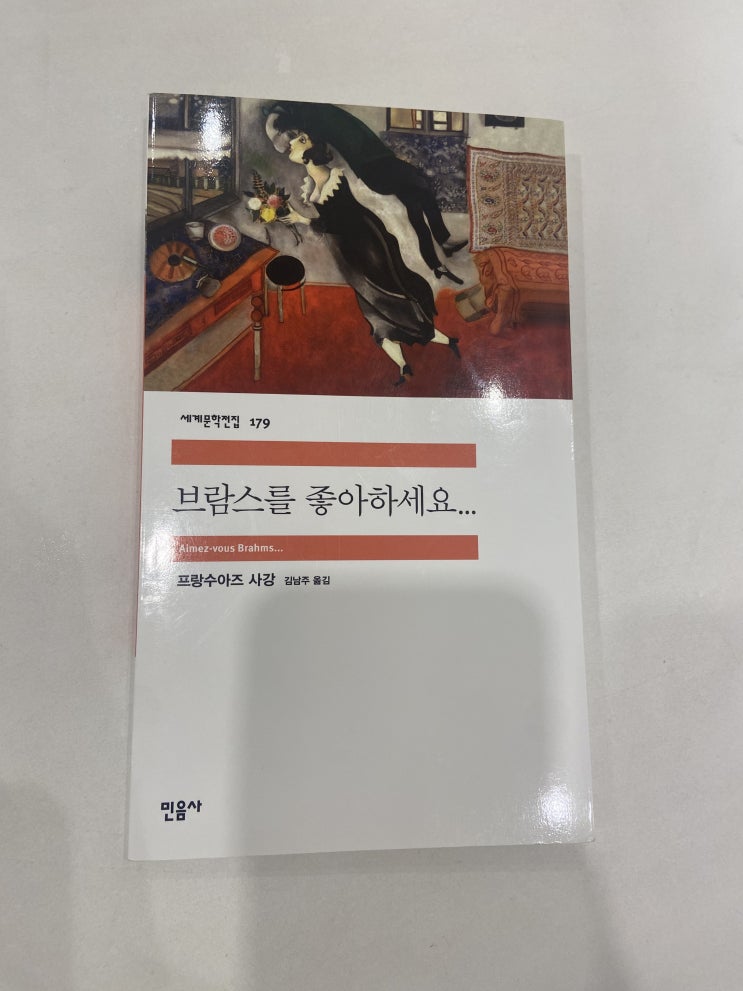 세계문학전집 179
브람스를 좋아하세요...
Aimez-vous Brahms...
프랑수아즈 사강 김남주 옮김
민음사